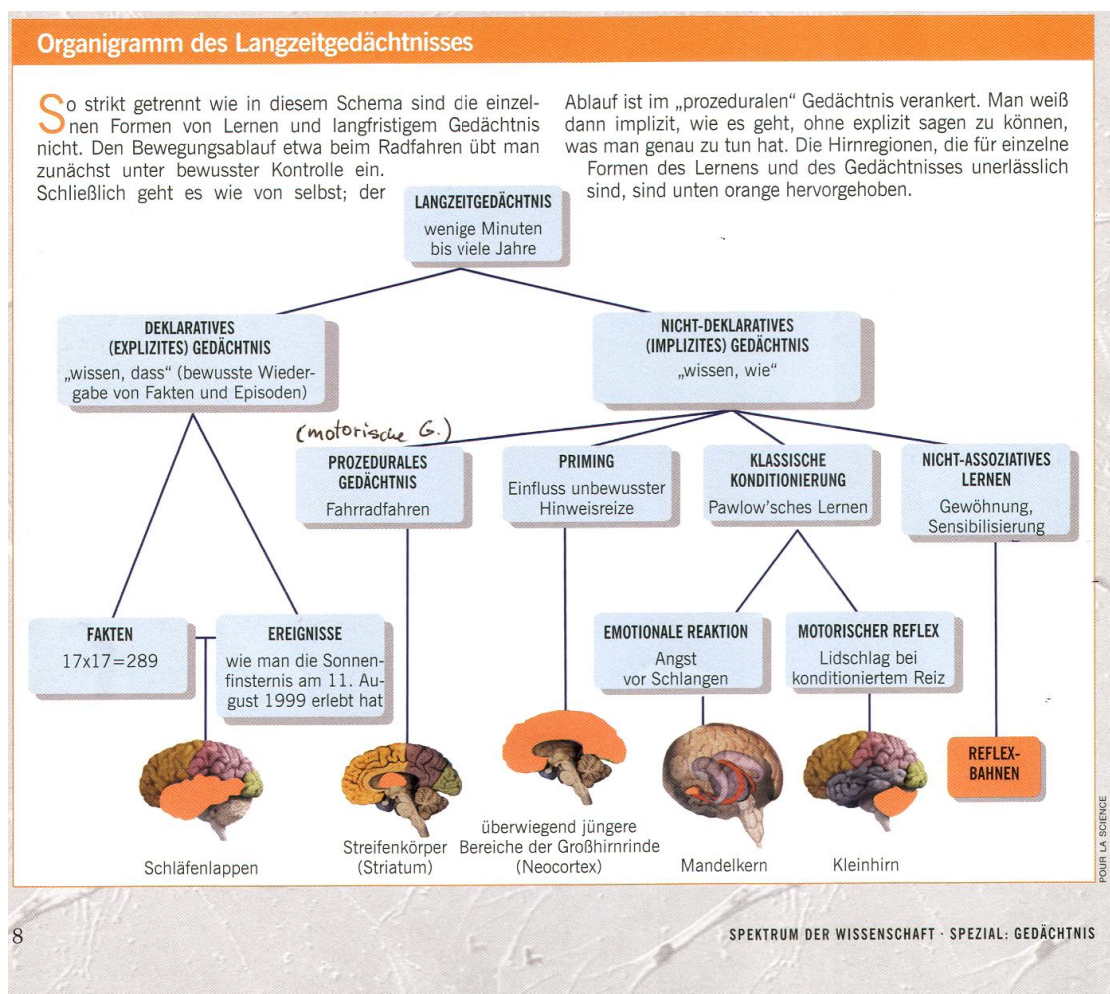 Organigramm des Langzeitgedächtnisses
So strikt getrennt wie in diesem Schema sind die einzel-
nen Formen von Lernen und langfristigem Gedächtnis
nicht. Den Bewegungsablauf etwa beim Radfahren übt man
zunächst unter bewusster Kontrolle ein.
Schließlich geht es wie von selbst; der
Ablauf ist im „prozeduralen“ Gedächtnis verankert. Man weiß
dann implizit, wie es geht, ohne explizit sagen zu können,
was man genau zu tun hat. Die Hirnregionen, die für einzelne
Formen des Lernens und des Gedächtnisses unerlässlich
sind, sind unten orange hervorgehoben.
LANGZEITGEDÄCHTNIS
wenige Minuten
bis viele Jahre
DEKLARATIVES
(EXPLIZITES) GEDÄCHTNIS
„wissen, dass“ (bewusste Wieder-
gabe von Fakten und Episoden)
NICHT-DEKLARATIVES
(IMPLIZITES) GEDÄCHTNIS
„wissen, wie“
(motorische G.)
PROZEDURALES
GEDÄCHTNIS
Fahrradfahren
PRIMING
Einfluss unbewusster
Hinweisreize
KLASSISCHE
KONDITIONIERUNG
Pawlow'sches Lernen
NICHT-ASSOZIATIVES
LERNEN
Gewöhnung,
Sensibilisierung
FAKTEN
17x17=289
EREIGNISSE
wie man die Sonnen-
finsternis am 11. Au-
gust 1999 erlebt hat
EMOTIONALE REAKTION
Angst
vor Schlangen
MOTORISCHER REFLEX
Lidschlag bei
konditioniertem Reiz
REFLEX-
BAHNEN
Schläfenlappen
Streifenkörper
(Striatum)
überwiegend jüngere
Bereiche der Großhirnrinde
(Neocortex)
Mandelkern
Kleinhirn
POUR LA SCIENCE
8
SPEKTRUM DER WISSENSCHAFT · SPEZIAL: GEDÄCHTNIS